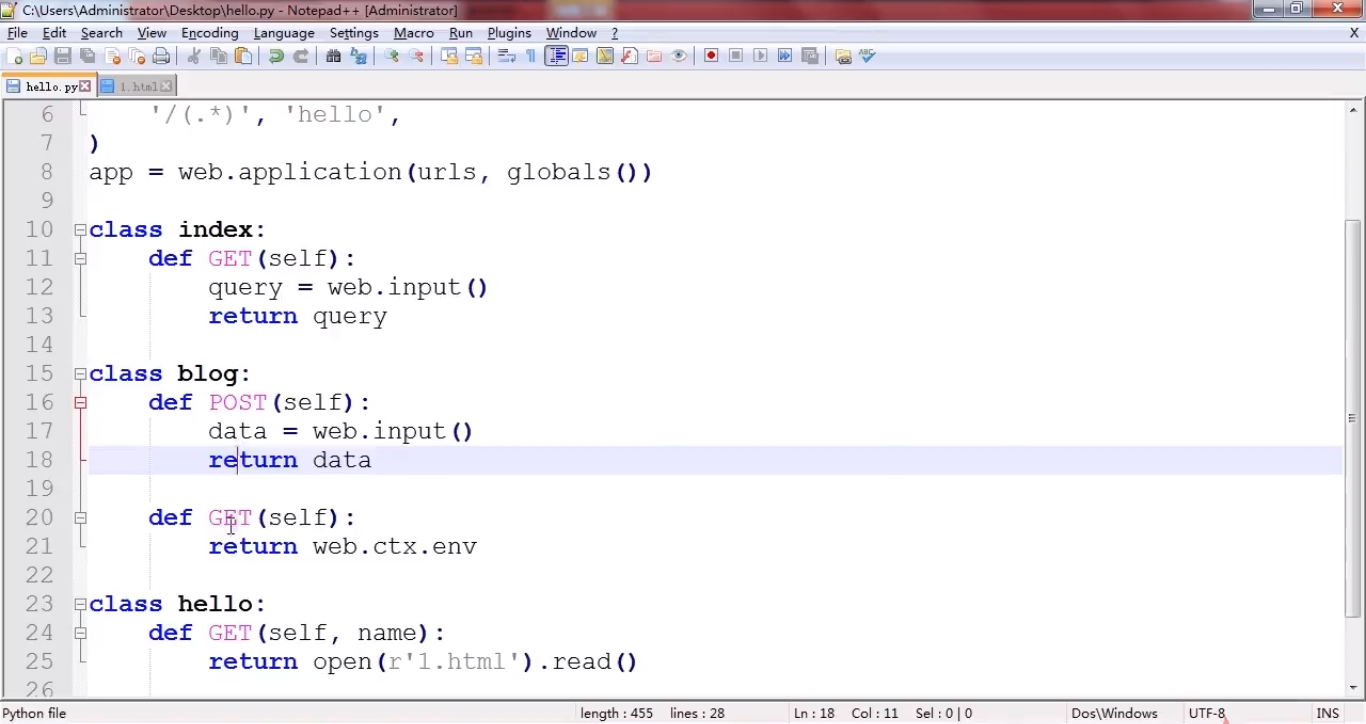 C:\Users\Administrator\Desktop\hello.py - Notepad++ [Administrator]
File Edit Search View Encoding Language Settings Macro Run Plugins Window ? X
hello.py 1.html
6 '/(.*)', 'hello',
7 )
8 app = web.application(urls, globals())
9
10 class index:
11 def GET(self):
12 query = web.input()
13 return query
14
15 class blog:
16 def POST(self):
17 data = web.input()
18 return data
19
20 def GET(self):
21 return web.ctx.env
22
23 class hello:
24 def GET(self, name):
25 return open(r'1.html').read()
26
Python file length : 455 lines : 28 Ln : 18 Col : 11 Sel : 0 | 0 Dos\Windows UTF-8 INS